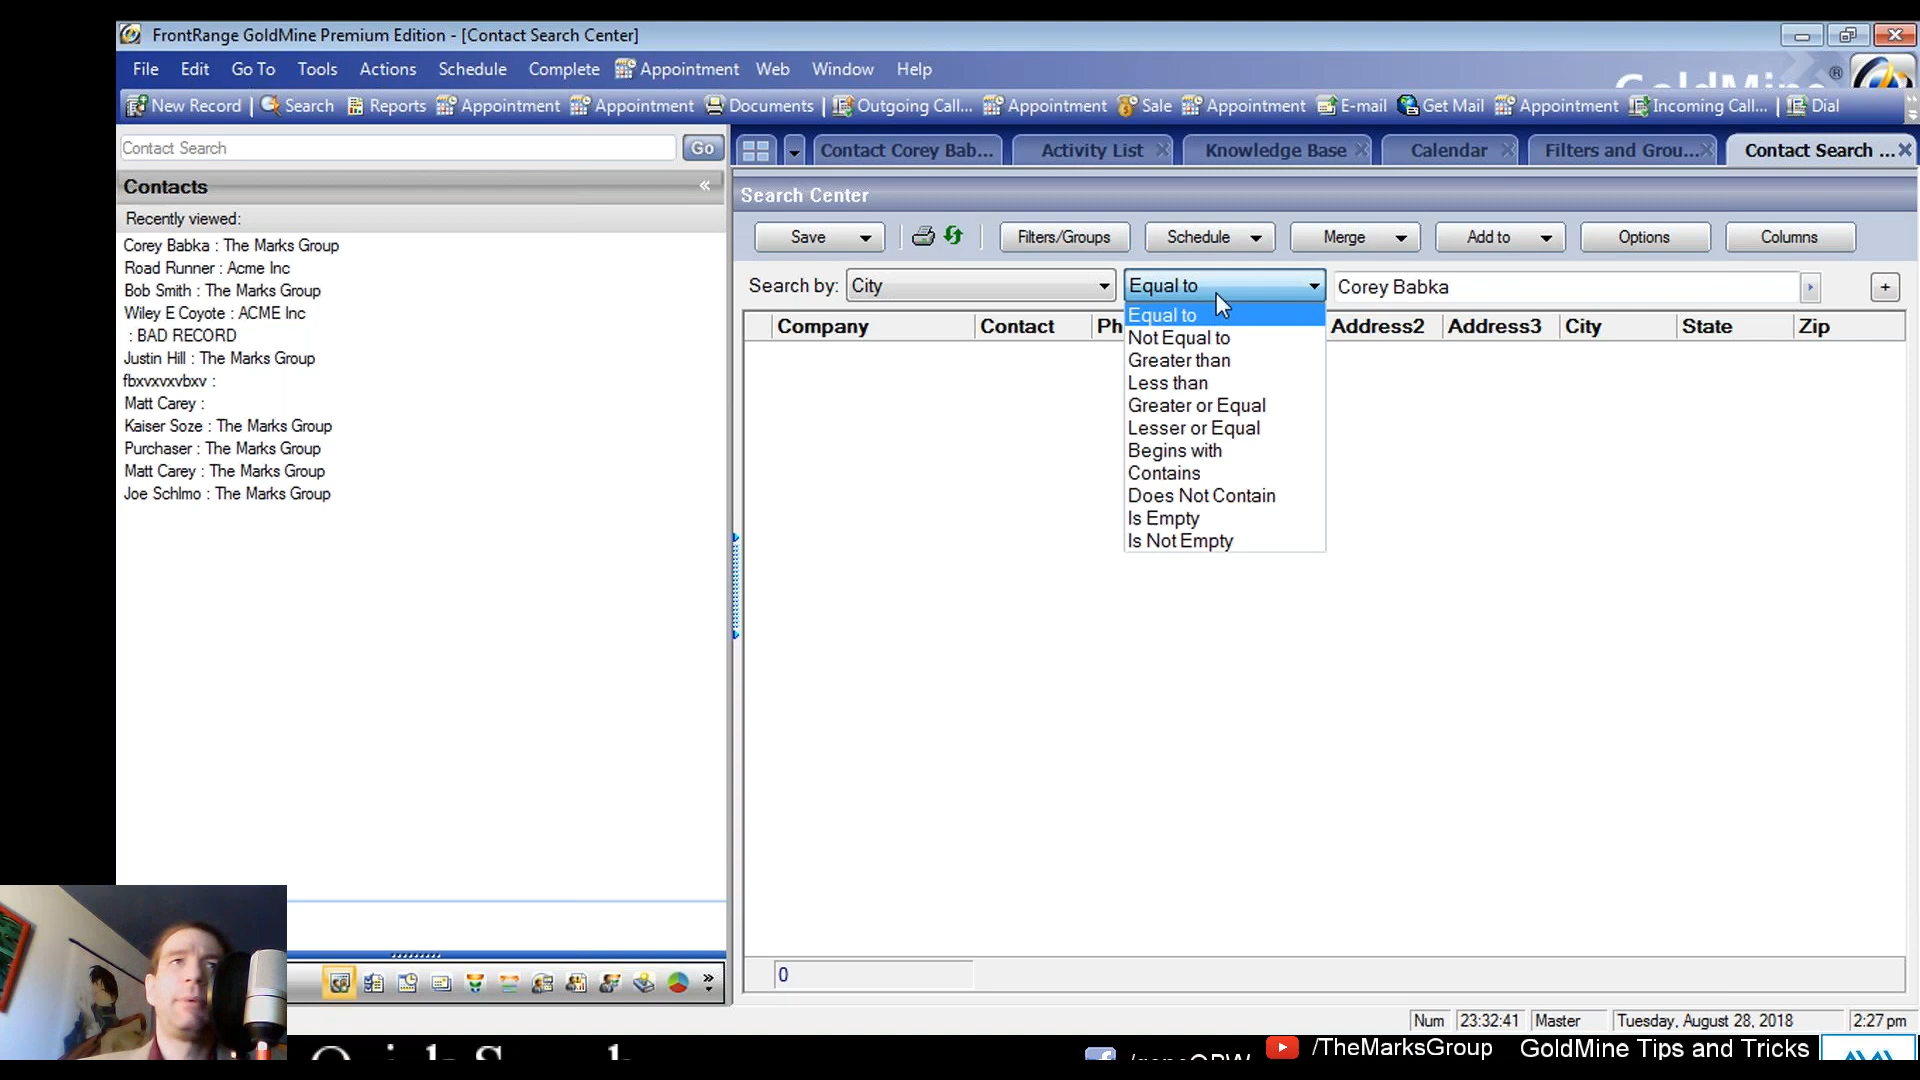 FrontRange GoldMine Premium Edition - [Contact Search Center]
File Edit Go To Tools Actions Schedule Complete Appointment Web Window Help
GoldMine ®
New Record Search Reports Appointment Appointment Documents Outgoing Call... Appointment Sale Appointment E-mail Get Mail Appointment Incoming Call... Dial
Contact Search Go
Contact Corey Bab... Activity List Knowledge Base Calendar Filters and Grou... Contact Search ...
Contacts
Search Center
Recently viewed:
Corey Babka : The Marks Group
Road Runner : Acme Inc
Bob Smith : The Marks Group
Wiley E Coyote : ACME Inc
: BAD RECORD
Justin Hill : The Marks Group
fbxvxvxvbxv :
Matt Carey :
Kaiser Soze : The Marks Group
Purchaser : The Marks Group
Matt Carey : The Marks Group
Joe Schlmo : The Marks Group
Save Filters/Groups Schedule Merge Add to Options Columns
Search by: City Equal to Corey Babka +
Company Contact Ph Address2 Address3 City State Zip
Equal to
Not Equal to
Greater than
Less than
Greater or Equal
Lesser or Equal
Begins with
Contains
Does Not Contain
Is Empty
Is Not Empty
0
Num 23:32:41 Master Tuesday, August 28, 2018 2:27pm
/TheMarksGroup GoldMine Tips and Tricks